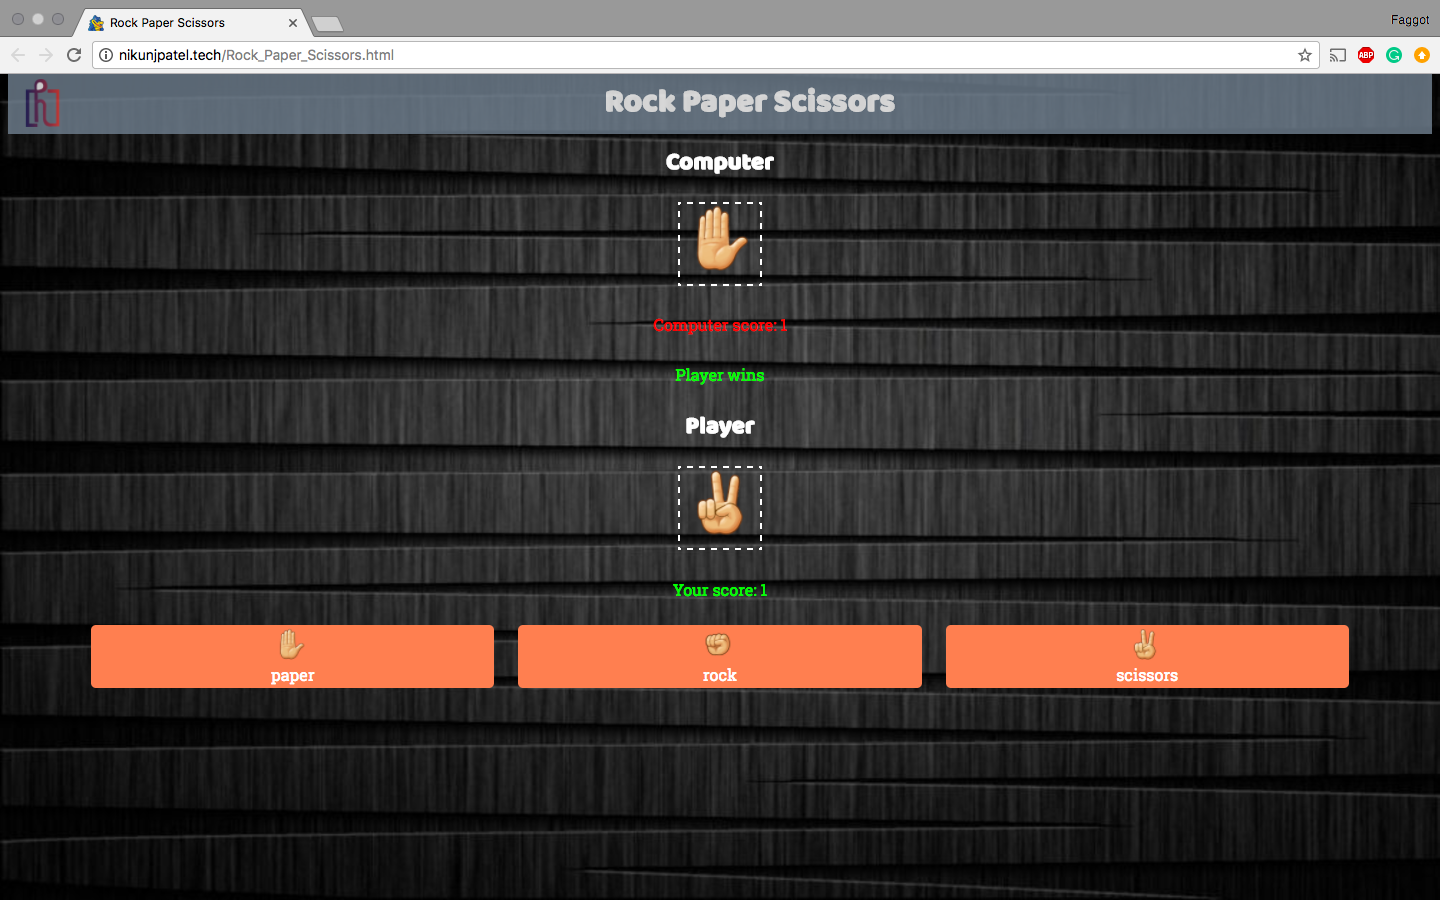 Rock Paper Scissors
Faggot
nikunjpatel.tech/Rock_Paper_Scissors.html
ABP
Rock Paper Scissors
Computer
Computer score: 1
Player wins
Player
Your score: 1
paper
rock
scissors